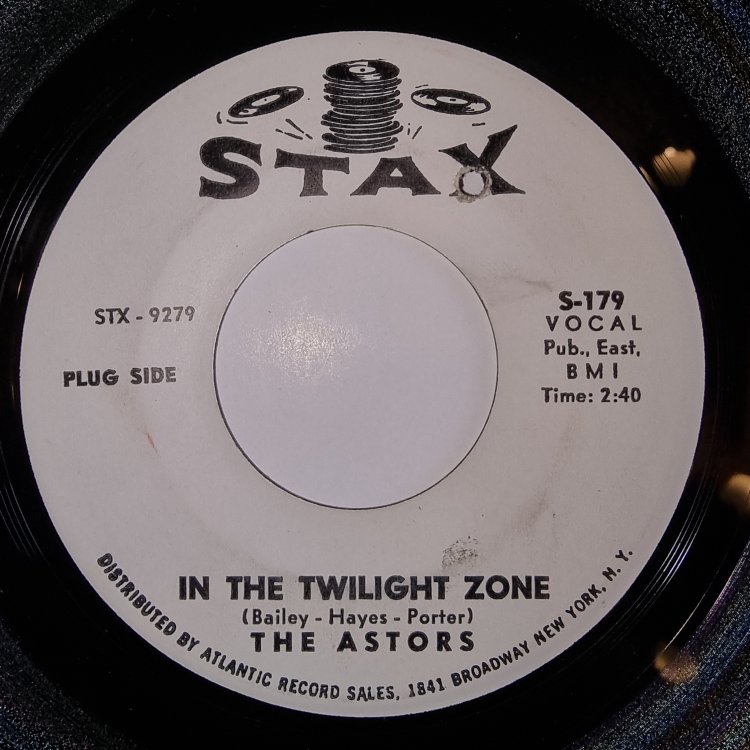 STAX
STX - 9279
PLUG SIDE
S-179
VOCAL
Pub., East,
BMI
Time: 2:40
IN THE TWILIGHT ZONE
(Bailey - Hayes - Porter)
THE ASTORS
DISTRIBUTED BY ATLANTIC RECORD SALES, 1841 BROADWAY NEW YORK, N. Y.